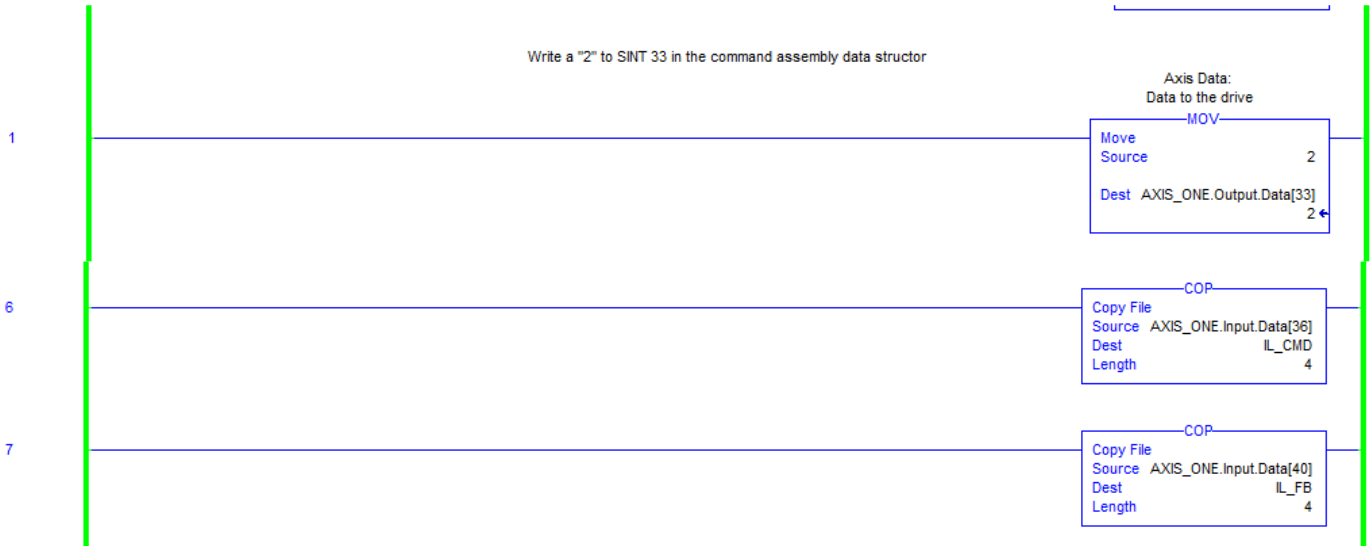 Write a "2" to SINT 33 in the command assembly data structor
Axis Data:
Data to the drive
MOV
1
Move
Source 2
Dest AXIS_ONE.Output.Data[33]
2
COP
6
Copy File
Source AXIS_ONE.Input.Data[36]
Dest IL_CMD
Length 4
COP
7
Copy File
Source AXIS_ONE.Input.Data[40]
Dest IL_FB
Length 4